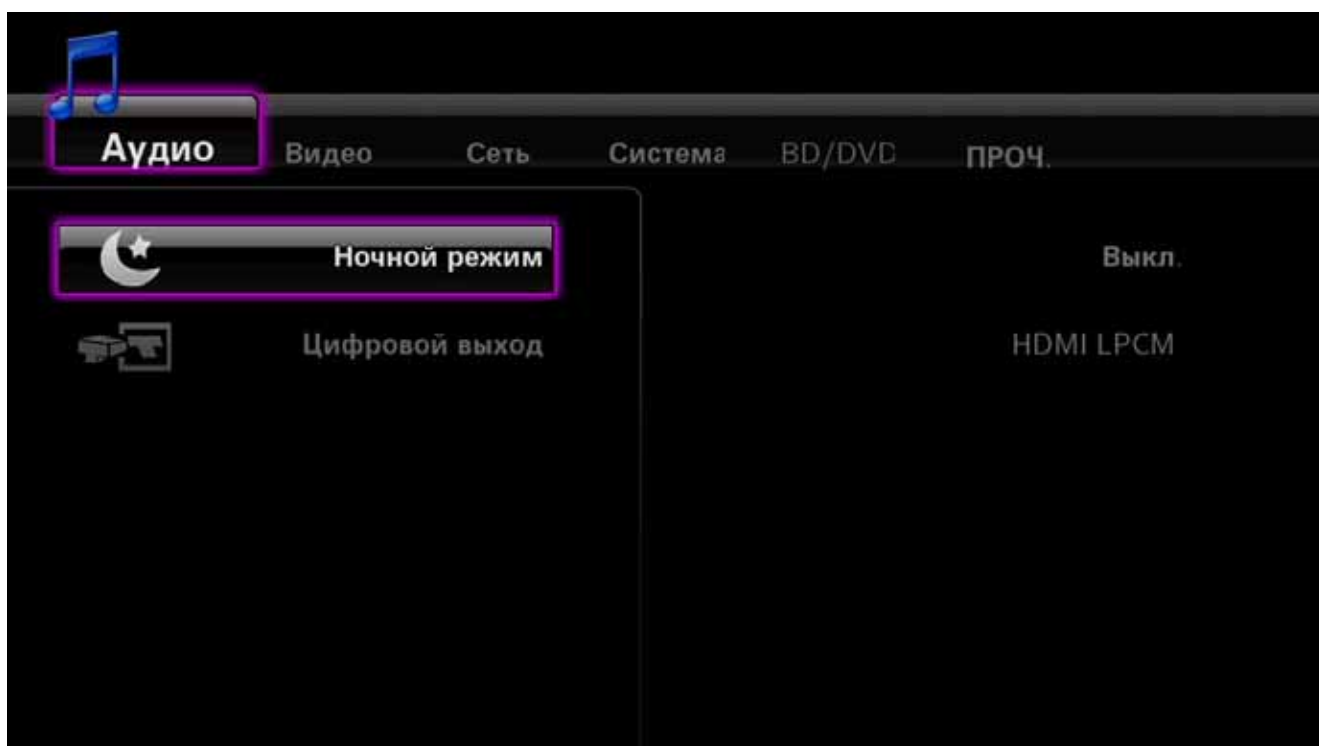 Аудио Видео Сеть Система BD/DVD ПРОЧ.
Ночной режим Выкл.
Цифровой выход HDMI LPCM